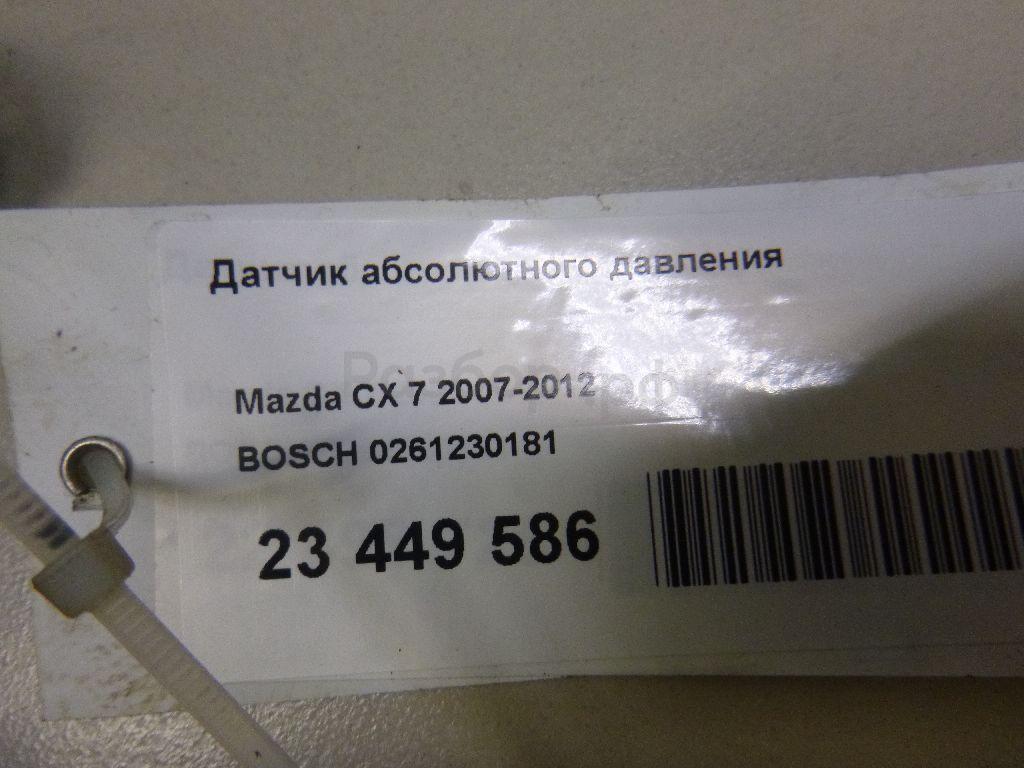 Датчик абсолютного давления
Mazda CX 7 2007-2012
BOSCH 0261230181
23 449 586